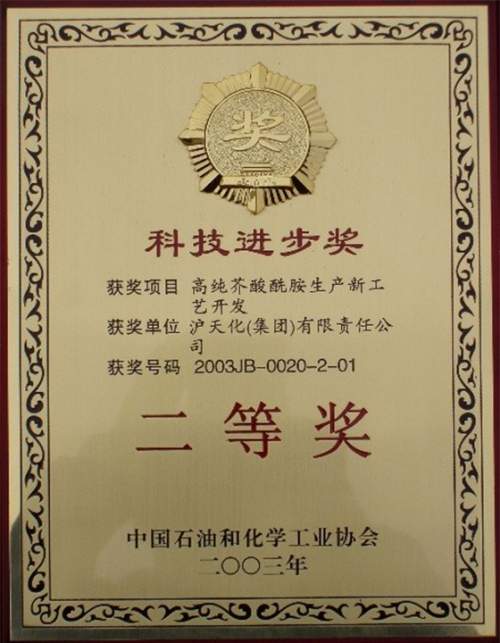 奖
科技进步奖
获奖项目 高纯芥酸酰胺生产新工
艺开发
获奖单位 沪天化(集团)有限责任公
司
获奖号码 2003JB-0020-2-01
二等奖
中国石油和化学工业协会
二〇〇三年